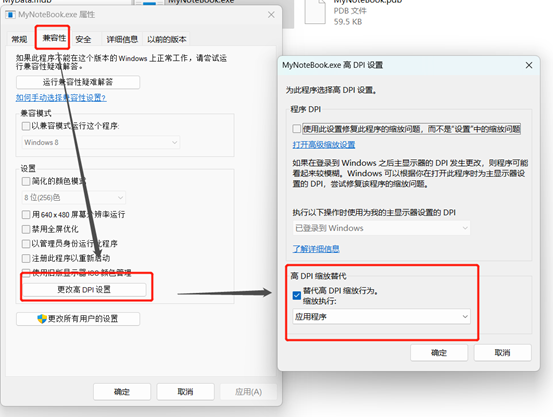 MyData.mdb
MyNoteBook.exe
MyNoteBook.pdb
PDB 文件
59.5 KB
MyNoteBook.exe 属性
常规
兼容性
安全
详细信息
以前的版本
如果此程序不能在这个版本的 Windows 上正常工作，请尝试运行兼容性疑难解答。
运行兼容性疑难解答
如何手动选择兼容性设置?
兼容模式
以兼容模式运行这个程序:
Windows 8
设置
简化的颜色模式
8 位(256)色
用 640 x 480 屏幕分辨率运行
禁用全屏优化
以管理员身份运行此程序
注册此程序以重新启动
使用旧版显示器 ICC 颜色管理
更改高 DPI 设置
更改所有用户的设置
确定
取消
应用(A)
MyNoteBook.exe 高 DPI 设置
为此程序选择高 DPI 设置。
程序 DPI
使用此设置修复此程序的缩放问题，而不是"设置"中的缩放问题
打开高级缩放设置
如果在登录到 Windows 之后主显示器的 DPI 发生更改，则程序可能
看起来较模糊。Windows 可以根据你在打开此程序时为主显示器设
置的 DPI，尝试修复该程序的缩放问题。
执行以下操作时使用为我的主显示器设置的 DPI
已登录到 Windows
了解详细信息
高 DPI 缩放替代
替代高 DPI 缩放行为。
缩放执行:
应用程序
确定
取消